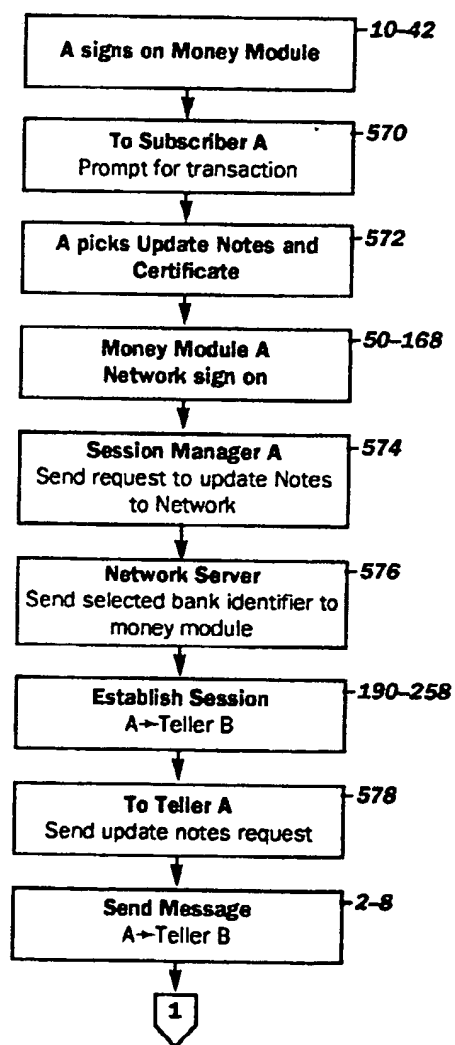 A signs on Money Module
10–42
To Subscriber A
Prompt for transaction
570
A picks Update Notes and
Certificate
572
Money Module A
Network sign on
50–168
Session Manager A
Send request to update Notes
to Network
574
Network Server
Send selected bank identifier to
money module
576
Establish Session
A→Teller B
190–258
To Teller A
Send update notes request
578
Send Message
A→Teller B
2–8
1